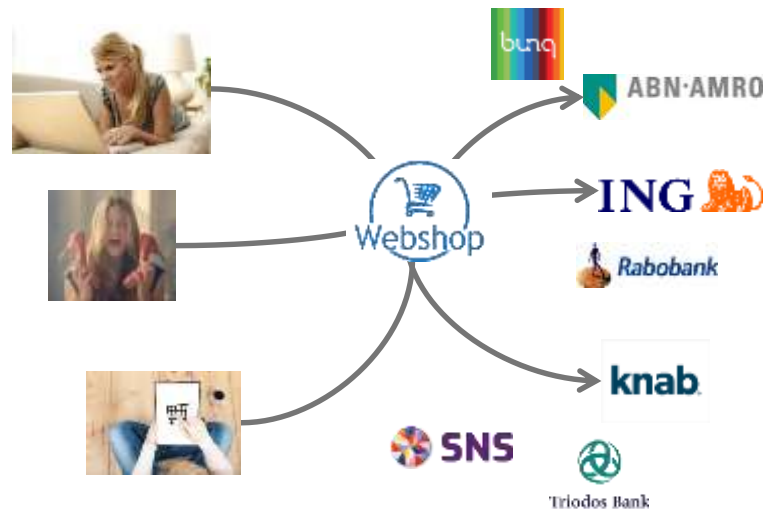 bunq
ABN·AMRO
ING
Webshop
Rabobank
knab.
SNS
Triodos Bank